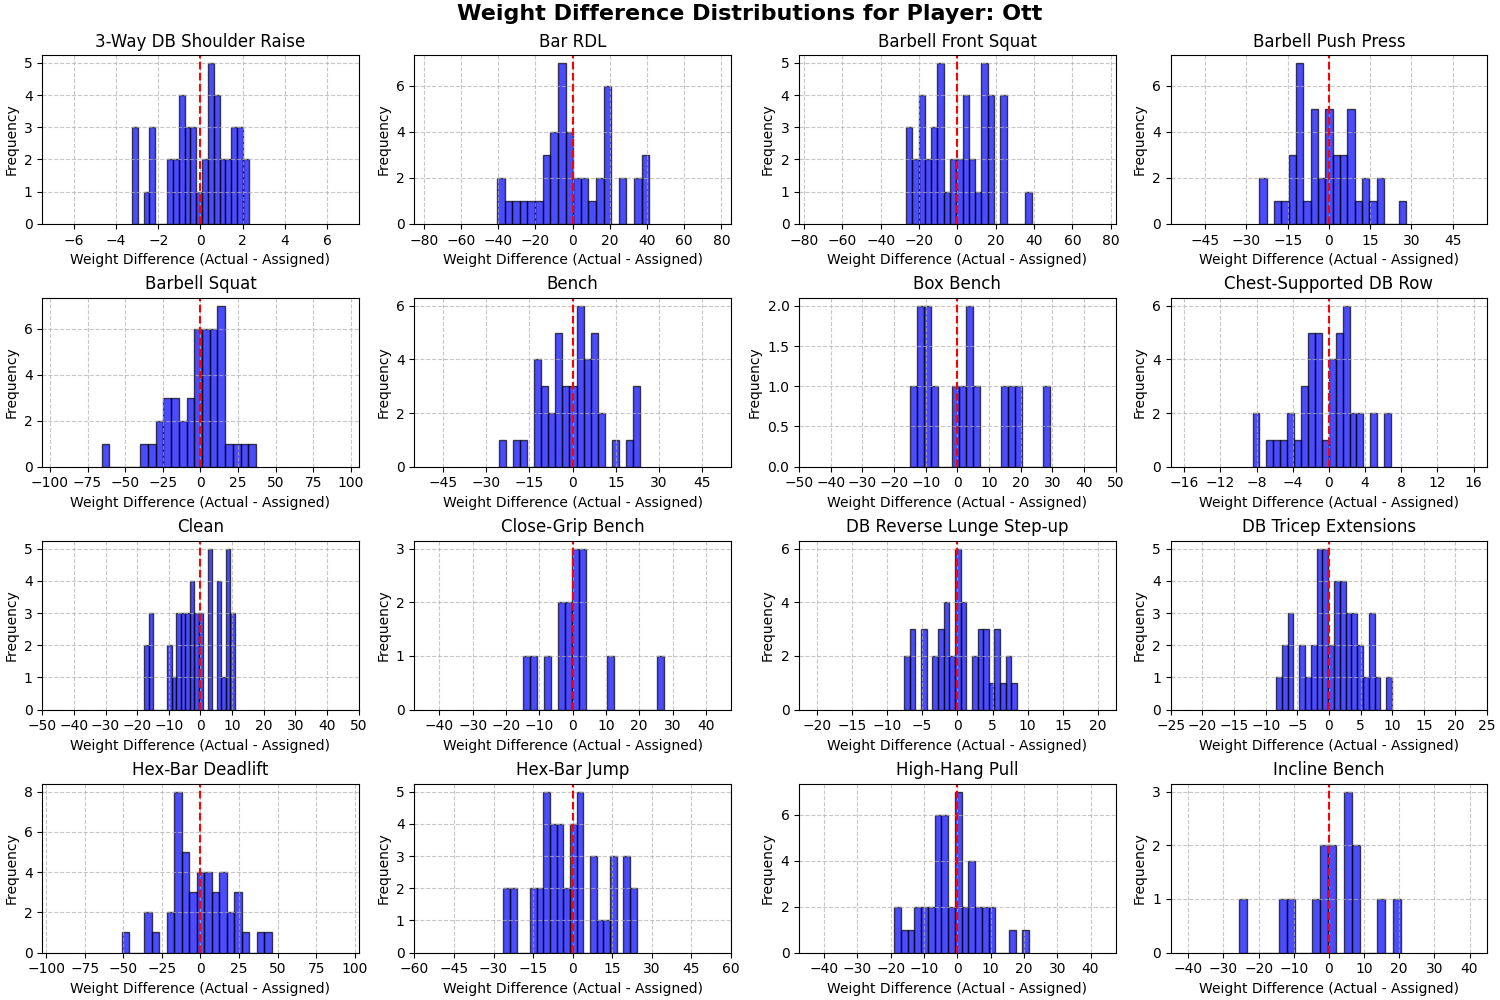 Weight Difference Distributions for Player: Ott
3-Way DB Shoulder Raise
Frequency
0 1 2 3 4 5
−6 −4 −2 0 2 4 6
Weight Difference (Actual - Assigned)
Bar RDL
Frequency
0 2 4 6
−80 −60 −40 −20 0 20 40 60 80
Weight Difference (Actual - Assigned)
Barbell Front Squat
Frequency
0 1 2 3 4 5
−80 −60 −40 −20 0 20 40 60 80
Weight Difference (Actual - Assigned)
Barbell Push Press
Frequency
0 2 4 6
−45 −30 −15 0 15 30 45
Weight Difference (Actual - Assigned)
Barbell Squat
Frequency
0 2 4 6
−100 −75 −50 −25 0 25 50 75 100
Weight Difference (Actual - Assigned)
Bench
Frequency
0 2 4 6
−45 −30 −15 0 15 30 45
Weight Difference (Actual - Assigned)
Box Bench
Frequency
0.0 0.5 1.0 1.5 2.0
−50 −40 −30 −20 −10 0 10 20 30 40 50
Weight Difference (Actual - Assigned)
Chest-Supported DB Row
Frequency
0 2 4 6
−16 −12 −8 −4 0 4 8 12 16
Weight Difference (Actual - Assigned)
Clean
Frequency
0 1 2 3 4 5
−50 −40 −30 −20 −10 0 10 20 30 40 50
Weight Difference (Actual - Assigned)
Close-Grip Bench
Frequency
0 1 2 3
−40 −20 0 20 40
Weight Difference (Actual - Assigned)
DB Reverse Lunge Step-up
Frequency
0 2 4 6
−20 −15 −10 −5 0 5 10 15 20
Weight Difference (Actual - Assigned)
DB Tricep Extensions
Frequency
0 1 2 3 4 5
−25 −20 −15 −10 −5 0 5 10 15 20 25
Weight Difference (Actual - Assigned)
Hex-Bar Deadlift
Frequency
0 2 4 6 8
−100 −75 −50 −25 0 25 50 75 100
Weight Difference (Actual - Assigned)
Hex-Bar Jump
Frequency
0 1 2 3 4 5
−60 −45 −30 −15 0 15 30 45 60
Weight Difference (Actual - Assigned)
High-Hang Pull
Frequency
0 2 4 6
−40 −30 −20 −10 0 10 20 30 40
Weight Difference (Actual - Assigned)
Incline Bench
Frequency
0 1 2 3
−40 −30 −20 −10 0 10 20 30 40
Weight Difference (Actual - Assigned)